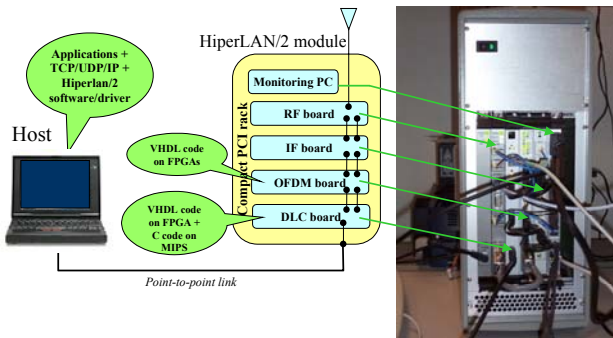 HiperLAN/2 module
Applications +
TCP/UDP/IP +
Hiperlan/2
software/driver
Host
Compact PCI rack
Monitoring PC
RF board
IF board
OFDM board
DLC board
VHDL code
on FPGAs
VHDL code
on FPGA +
C code on
MIPS
Point-to-point link